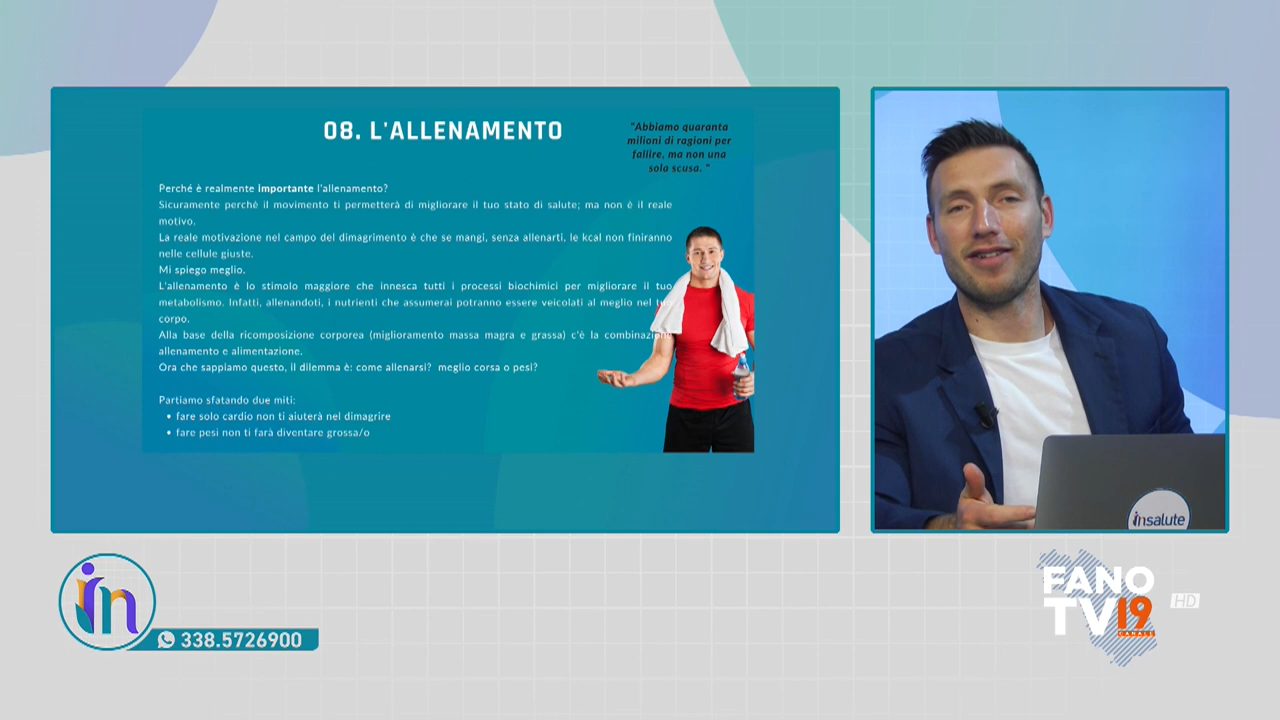 08. L'ALLENAMENTO
"Abbiamo quaranta
milioni di ragioni per
fallire, ma non una
sola scusa. "
Perché è realmente importante l'allenamento?
Sicuramente perché il movimento ti permetterà di migliorare il tuo stato di salute; ma non è il reale
motivo.
La reale motivazione nel campo del dimagrimento è che se mangi, senza allenarti, le kcal non finiranno
nelle cellule giuste.
Mi spiego meglio.
L'allenamento è lo stimolo maggiore che innesca tutti i processi biochimici per migliorare il tuo
metabolismo. Infatti, allenandoti, i nutrienti che assumerai potranno essere veicolati al meglio nel tuo
corpo.
Alla base della ricomposizione corporea (miglioramento massa magra e grassa) c'è la combinazione
allenamento e alimentazione.
Ora che sappiamo questo, il dilemma è: come allenarsi? meglio corsa o pesi?
Partiamo sfatando due miti:
• fare solo cardio non ti aiuterà nel dimagrire
• fare pesi non ti farà diventare grossa/o
insalute
in
338.5726900
FANO
TV19
CANALE
HD